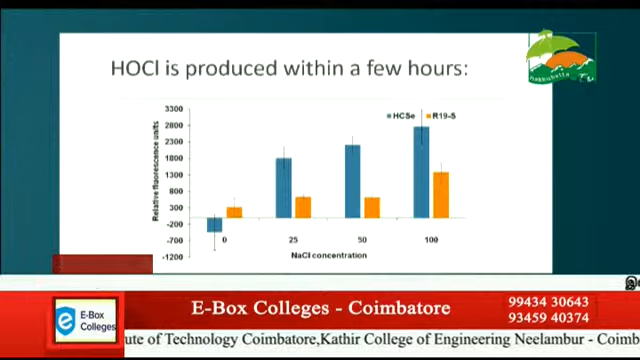 HOCl is produced within a few hours:
Relative fluorescence units
3300
2800
2300
1800
1300
800
300
-200
-700
-1200
HCSe
R19-S
0
25
50
100
NaCl concentration
E-Box
Colleges
E-Box Colleges - Coimbatore
99434 30643
93459 40374
ute of Technology Coimbatore,Kathir College of Engineering Neelambur - Coimb